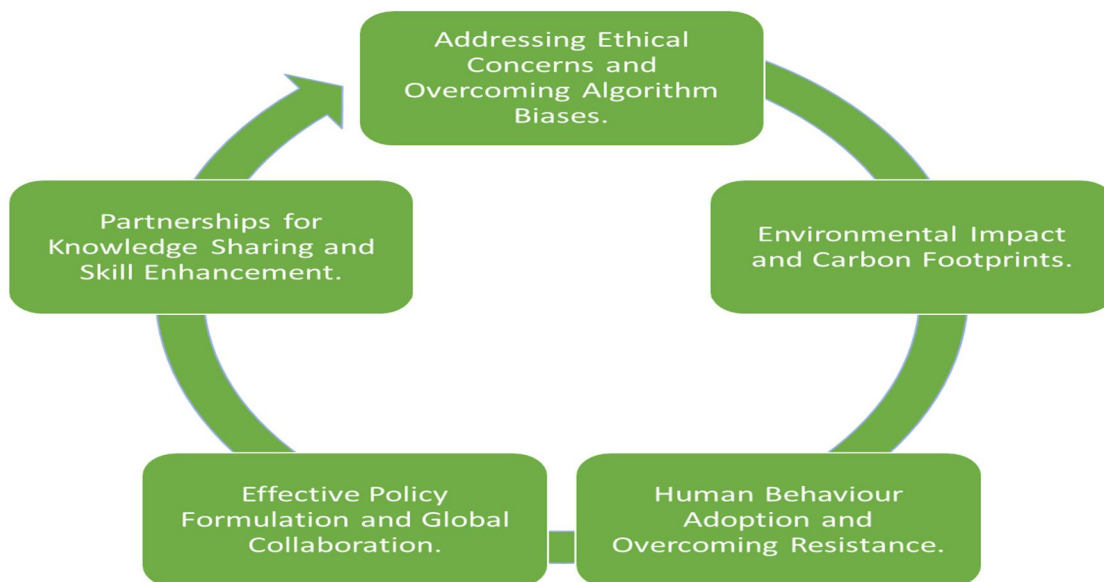 Addressing Ethical
Concerns and
Overcoming Algorithm
Biases.
Environmental Impact
and Carbon Footprints.
Human Behaviour
Adoption and
Overcoming Resistance.
Effective Policy
Formulation and Global
Collaboration.
Partnerships for
Knowledge Sharing and
Skill Enhancement.